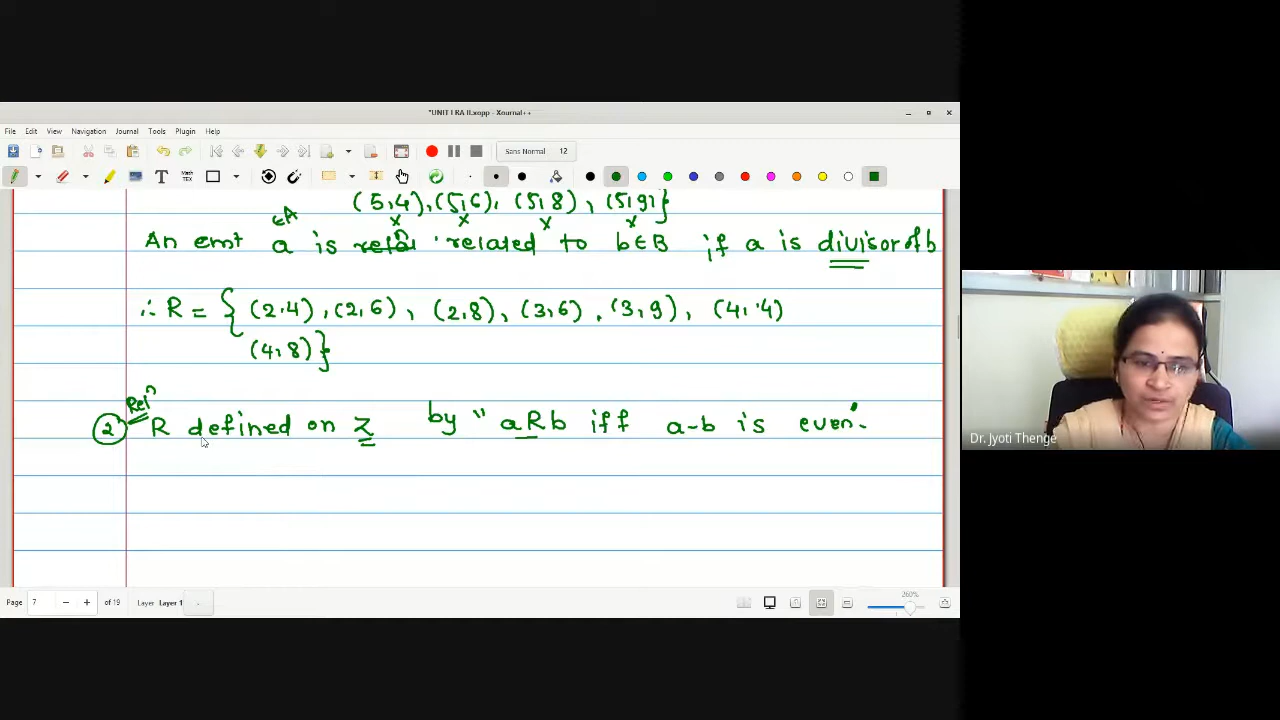 *UNIT I RA II.xopp - Xournal++
File Edit View Navigation Journal Tools Plugin Help
Sans Normal 12
(5,4),(5,6), (5,8), (5,9)}
x x x x
∈A
An emt a is related to b∈B if a is divisor of b
∴ R = { (2,4), (2,6), (2,8), (3,6), (3,9), (4,4)
(4,8)}
Relⁿ
② R defined on Z by " aRb iff a-b is even.
Dr. Jyoti Thenge
Page 7 of 19 Layer Layer 1 260%